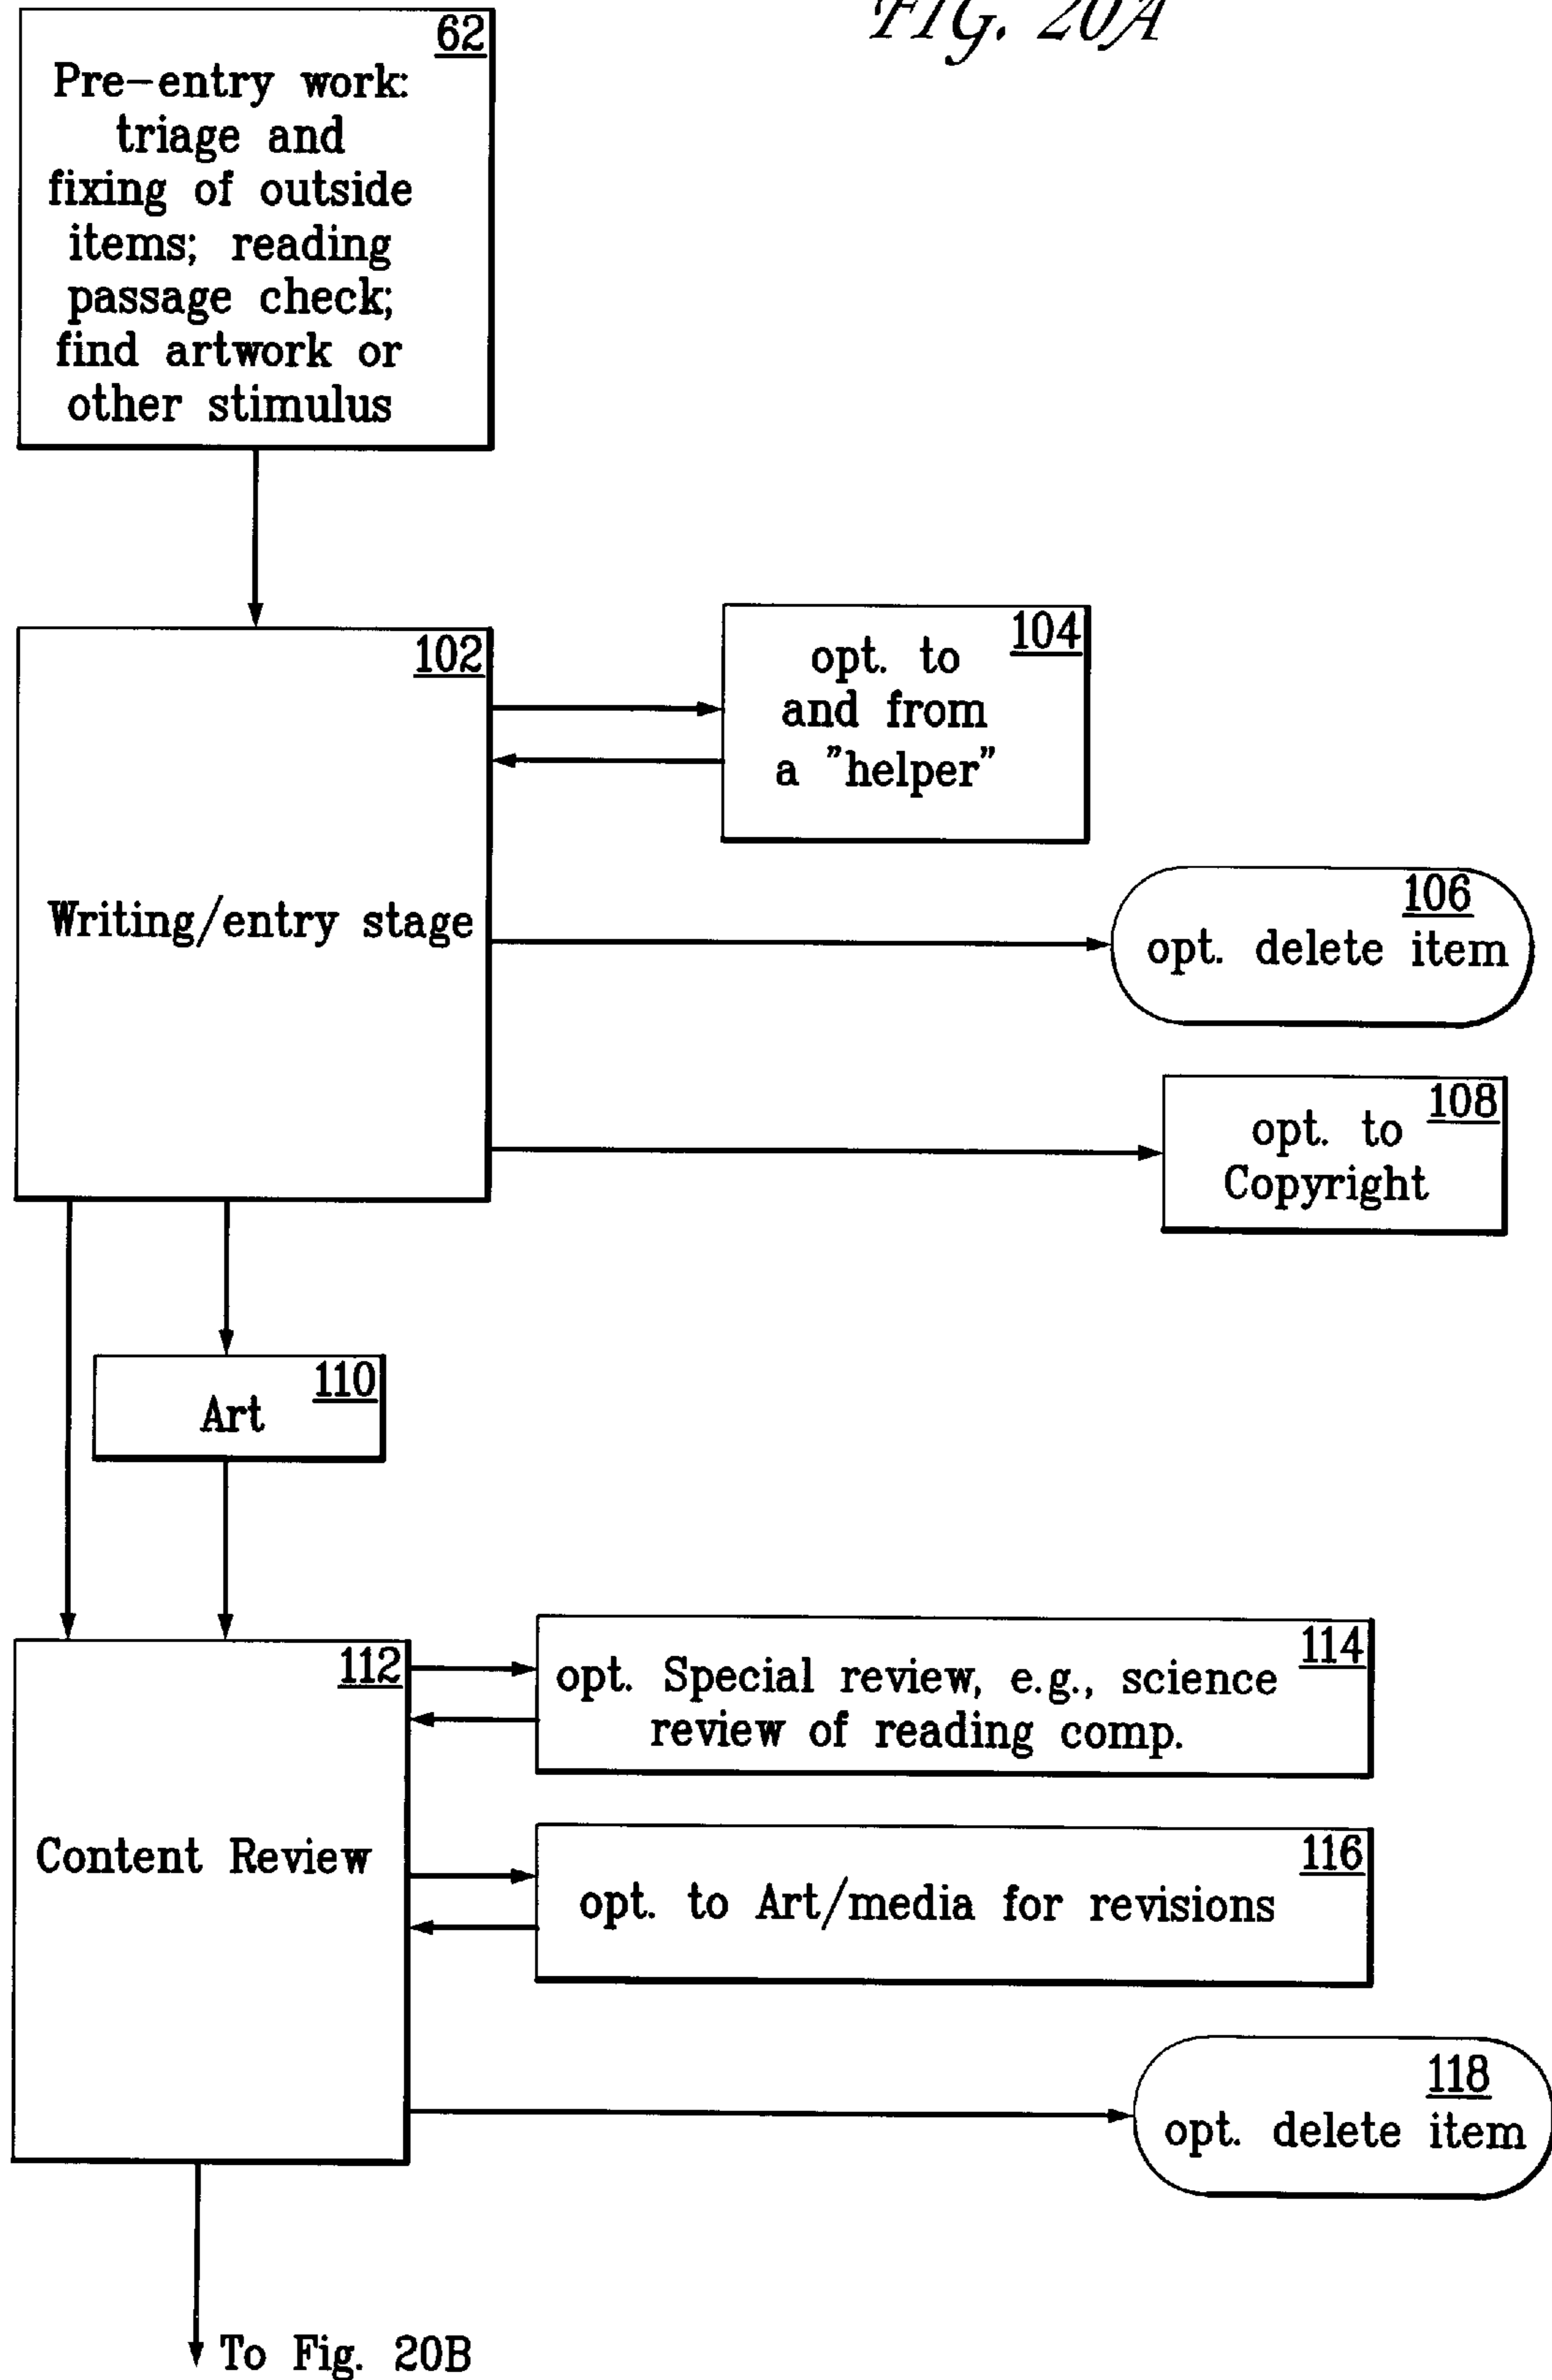 FIG. 20A
62
Pre-entry work:
triage and
fixing of outside
items; reading
passage check;
find artwork or
other stimulus
102
Writing/entry stage
104
opt. to
and from
a "helper"
106
opt. delete item
108
opt. to
Copyright
110
Art
112
Content Review
114
opt. Special review, e.g., science
review of reading comp.
116
opt. to Art/media for revisions
118
opt. delete item
To Fig. 20B